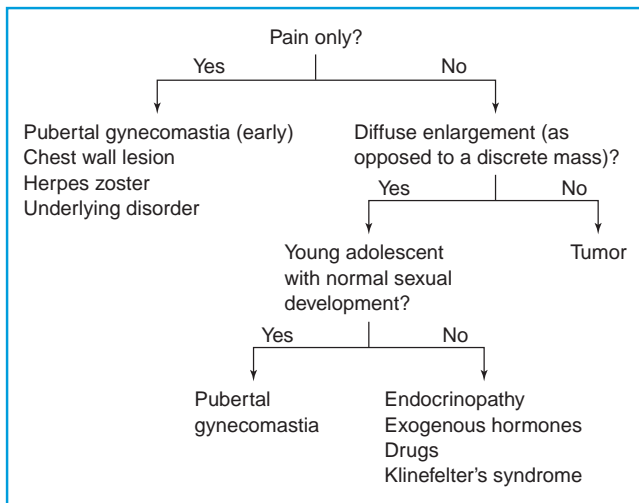 Pain only?
Yes
No
Pubertal gynecomastia (early)
Chest wall lesion
Herpes zoster
Underlying disorder
Diffuse enlargement (as
opposed to a discrete mass)?
Yes
No
Young adolescent
with normal sexual
development?
Tumor
Yes
No
Pubertal
gynecomastia
Endocrinopathy
Exogenous hormones
Drugs
Klinefelter's syndrome